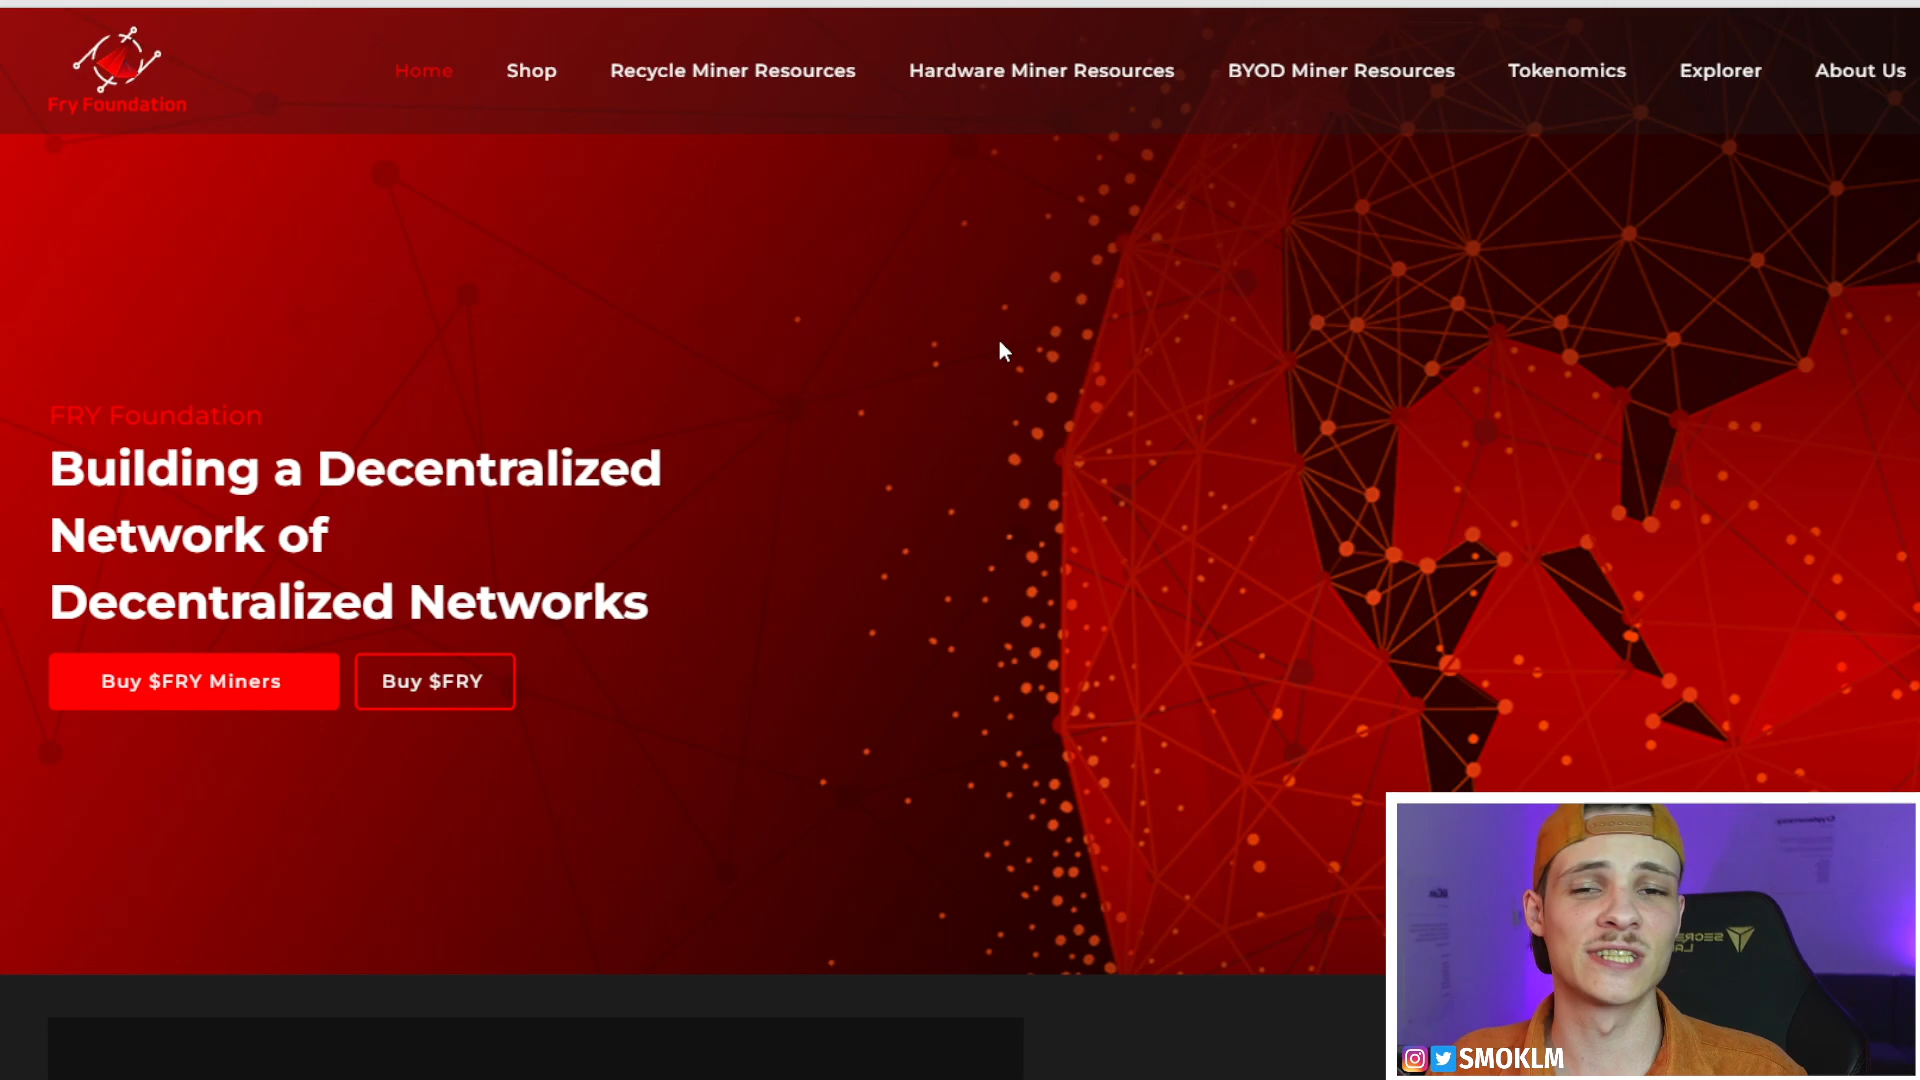 Fry Foundation
Home
Shop
Recycle Miner Resources
Hardware Miner Resources
BYOD Miner Resources
Tokenomics
Explorer
About Us
FRY Foundation
Building a Decentralized
Network of
Decentralized Networks
Buy $FRY Miners
Buy $FRY
SMOKLM